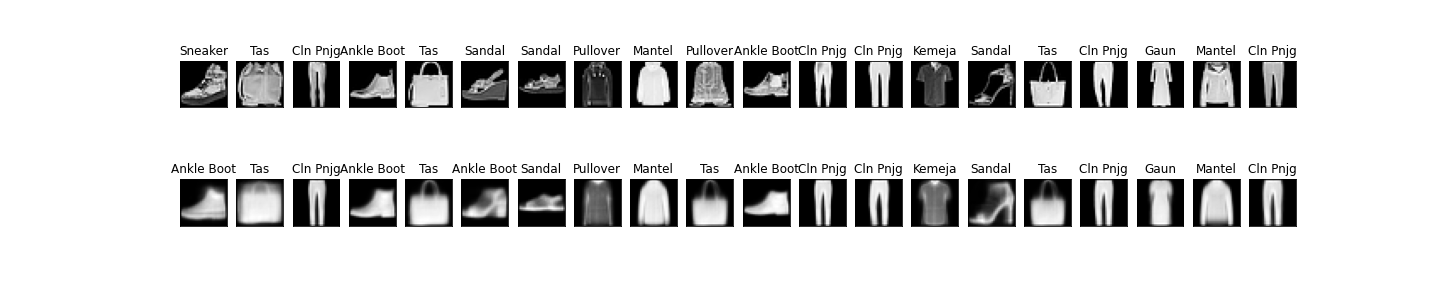 Sneaker Tas Cln Pnjg Ankle Boot Tas Sandal Sandal Pullover Mantel Pullover Ankle Boot Cln Pnjg Cln Pnjg Kemeja Sandal Tas Cln Pnjg Gaun Mantel Cln Pnjg
Ankle Boot Tas Cln Pnjg Ankle Boot Tas Ankle Boot Sandal Pullover Mantel Tas Ankle Boot Cln Pnjg Cln Pnjg Kemeja Sandal Tas Cln Pnjg Gaun Mantel Cln Pnjg